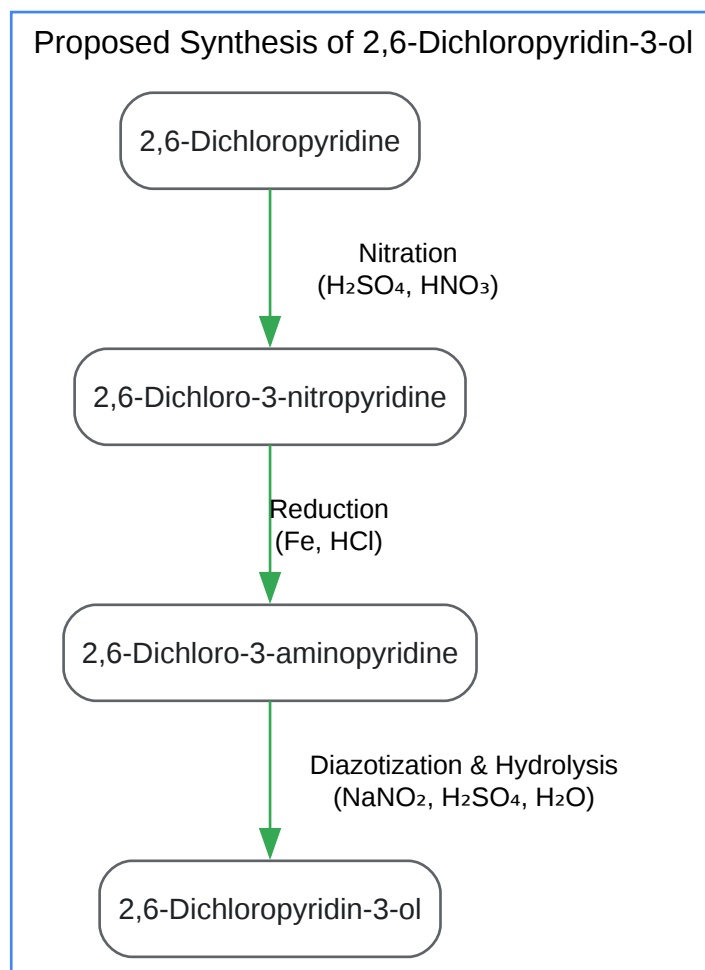 Proposed Synthesis of 2,6-Dichloropyridin-3-ol
2,6-Dichloropyridine
Nitration
(H₂SO₄, HNO₃)
2,6-Dichloro-3-nitropyridine
Reduction
(Fe, HCl)
2,6-Dichloro-3-aminopyridine
Diazotization & Hydrolysis
(NaNO₂, H₂SO₄, H₂O)
2,6-Dichloropyridin-3-ol